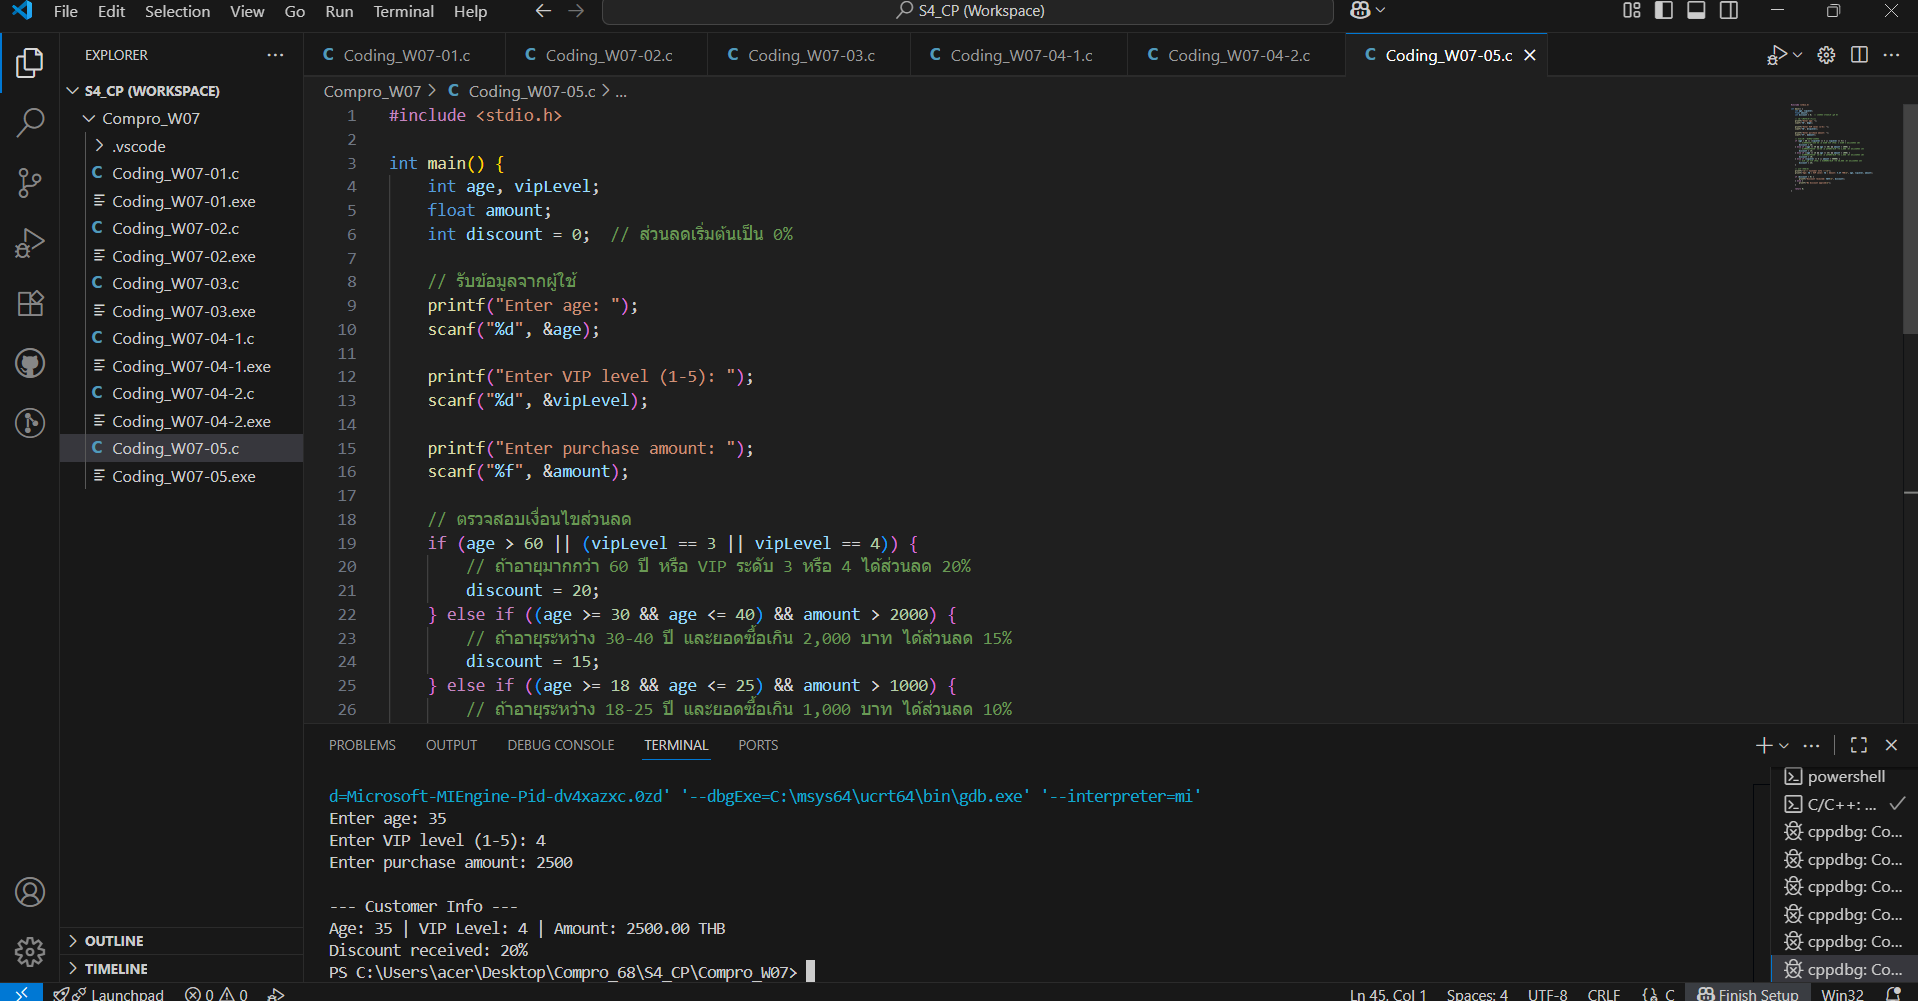 File Edit Selection View Go Run Terminal Help
S4_CP (Workspace)
EXPLORER
S4_CP (WORKSPACE)
Compro_W07
.vscode
Coding_W07-01.c
Coding_W07-01.exe
Coding_W07-02.c
Coding_W07-02.exe
Coding_W07-03.c
Coding_W07-03.exe
Coding_W07-04-1.c
Coding_W07-04-1.exe
Coding_W07-04-2.c
Coding_W07-04-2.exe
Coding_W07-05.c
Coding_W07-05.exe
OUTLINE
TIMELINE
Coding_W07-01.c Coding_W07-02.c Coding_W07-03.c Coding_W07-04-1.c Coding_W07-04-2.c Coding_W07-05.c
Compro_W07 > C Coding_W07-05.c > ...
1 #include <stdio.h>
2
3 int main() {
4 int age, vipLevel;
5 float amount;
6 int discount = 0; // ส่วนลดเริ่มต้นเป็น 0%
7
8 // รับข้อมูลจากผู้ใช้
9 printf("Enter age: ");
10 scanf("%d", &age);
11
12 printf("Enter VIP level (1-5): ");
13 scanf("%d", &vipLevel);
14
15 printf("Enter purchase amount: ");
16 scanf("%f", &amount);
17
18 // ตรวจสอบเงื่อนไขส่วนลด
19 if (age > 60 || (vipLevel == 3 || vipLevel == 4)) {
20 // ถ้าอายุมากกว่า 60 ปี หรือ VIP ระดับ 3 หรือ 4 ได้ส่วนลด 20%
21 discount = 20;
22 } else if ((age >= 30 && age <= 40) && amount > 2000) {
23 // ถ้าอายุระหว่าง 30-40 ปี และยอดซื้อเกิน 2,000 บาท ได้ส่วนลด 15%
24 discount = 15;
25 } else if ((age >= 18 && age <= 25) && amount > 1000) {
26 // ถ้าอายุระหว่าง 18-25 ปี และยอดซื้อเกิน 1,000 บาท ได้ส่วนลด 10%
PROBLEMS OUTPUT DEBUG CONSOLE TERMINAL PORTS
d=Microsoft-MIEngine-Pid-dv4xazxc.0zd' '--dbgExe=C:\msys64\ucrt64\bin\gdb.exe' '--interpreter=mi'
Enter age: 35
Enter VIP level (1-5): 4
Enter purchase amount: 2500
--- Customer Info ---
Age: 35 | VIP Level: 4 | Amount: 2500.00 THB
Discount received: 20%
PS C:\Users\acer\Desktop\Compro_68\S4_CP\Compro_W07>
powershell
C/C++: ...
cppdbg: Co...
cppdbg: Co...
cppdbg: Co...
cppdbg: Co...
cppdbg: Co...
cppdbg: Co...
Launchpad 0 0 Ln 45, Col 1 Spaces: 4 UTF-8 CRLF {} C Finish Setup Win32